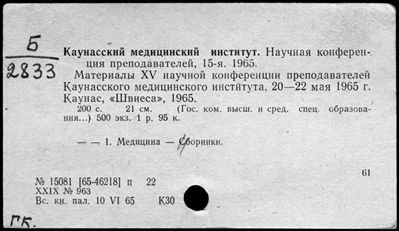 Б
2833
Каунасский медицинский институт. Научная конферен-
ция преподавателей, 15-я. 1965.
Материалы XV научной конференции преподавателей
Каунасского медицинского института. 20—22 мая 1965 г.
Каунас, «Швиеса», 1965.
200 с. 21 см. (Гос. ком. высш. и сред. спец. образова-
ния...) 500 экз. 1 р. 95 к.
— — 1. Медицина — Сборники.
61
№ 15081 [65-46218] п 22
XXIX № 963
Вс. кн. пал. 10 VI 65 К30
гк.